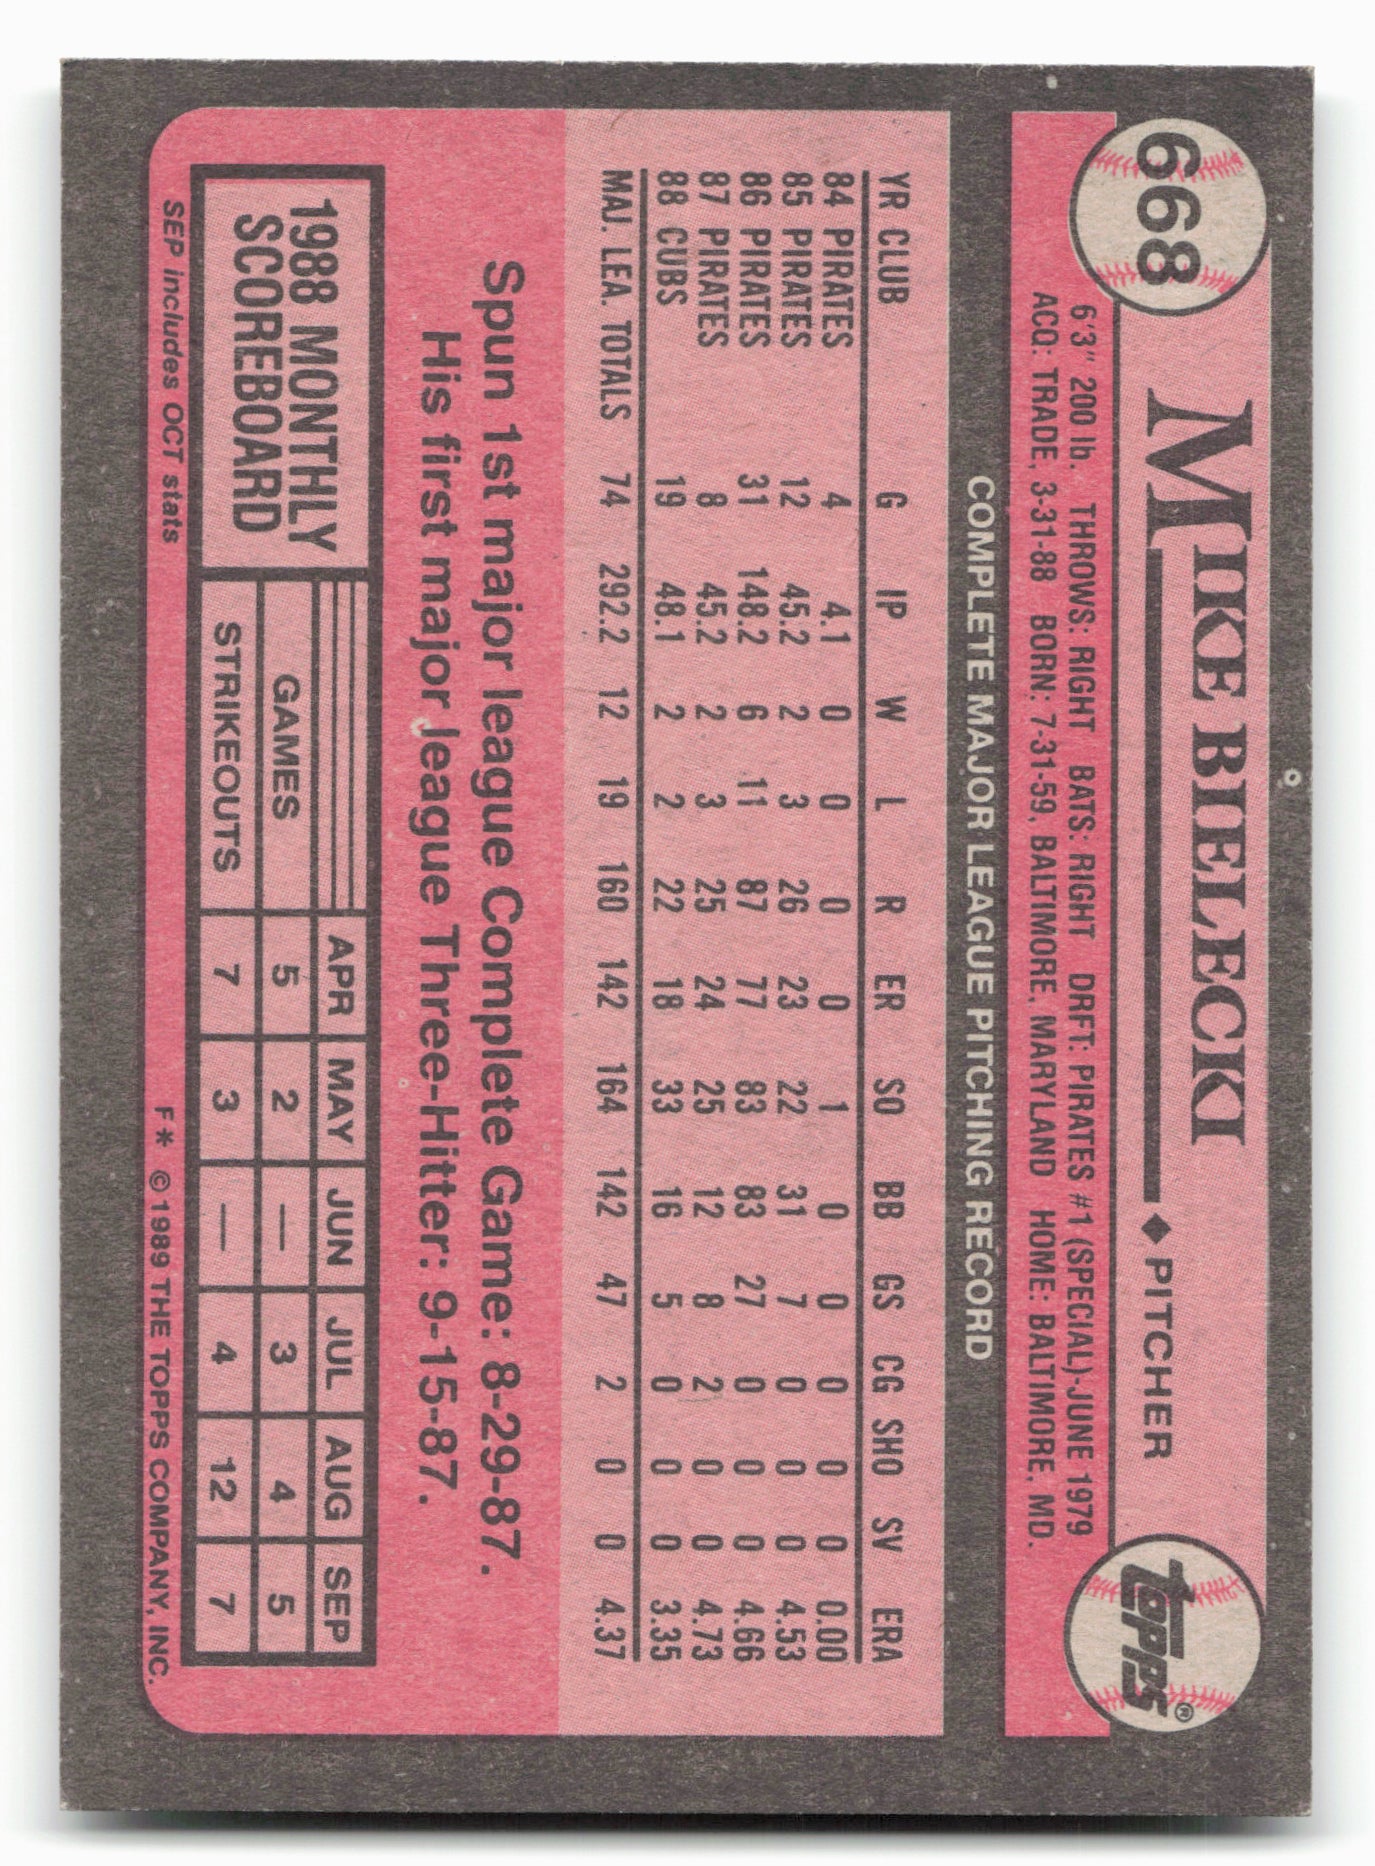 668
MIKE BIELECKI ♦ PITCHER
TOPPS®
6'3" 200 lb. THROWS: RIGHT BATS: RIGHT DRFT: PIRATES #1 (SPECIAL)-JUNE 1979
ACQ: TRADE, 3-31-88 BORN: 7-31-59, BALTIMORE, MARYLAND HOME: BALTIMORE, MD.
COMPLETE MAJOR LEAGUE PITCHING RECORD
YR CLUB G IP W L R ER SO BB GS CG SHO SV ERA
84 PIRATES 4 4.1 0 0 0 0 1 0 0 0 0 0 0.00
85 PIRATES 12 45.2 2 3 26 23 22 31 7 0 0 0 4.53
86 PIRATES 31 148.2 6 11 87 77 83 83 27 0 0 0 4.66
87 PIRATES 8 45.2 2 3 25 24 25 12 8 2 0 0 4.73
88 CUBS 19 48.1 2 2 22 18 33 16 5 0 0 0 3.35
MAJ. LEA. TOTALS 74 292.2 12 19 160 142 164 142 47 2 0 0 4.37
Spun 1st major league Complete Game: 8-29-87.
His first major league Three-Hitter: 9-15-87.
1988 MONTHLY
SCOREBOARD
APR MAY JUN JUL AUG SEP
GAMES 5 2 — 3 4 5
STRIKEOUTS 7 3 — 4 12 7
SEP includes OCT stats
F* © 1989 THE TOPPS COMPANY, INC.